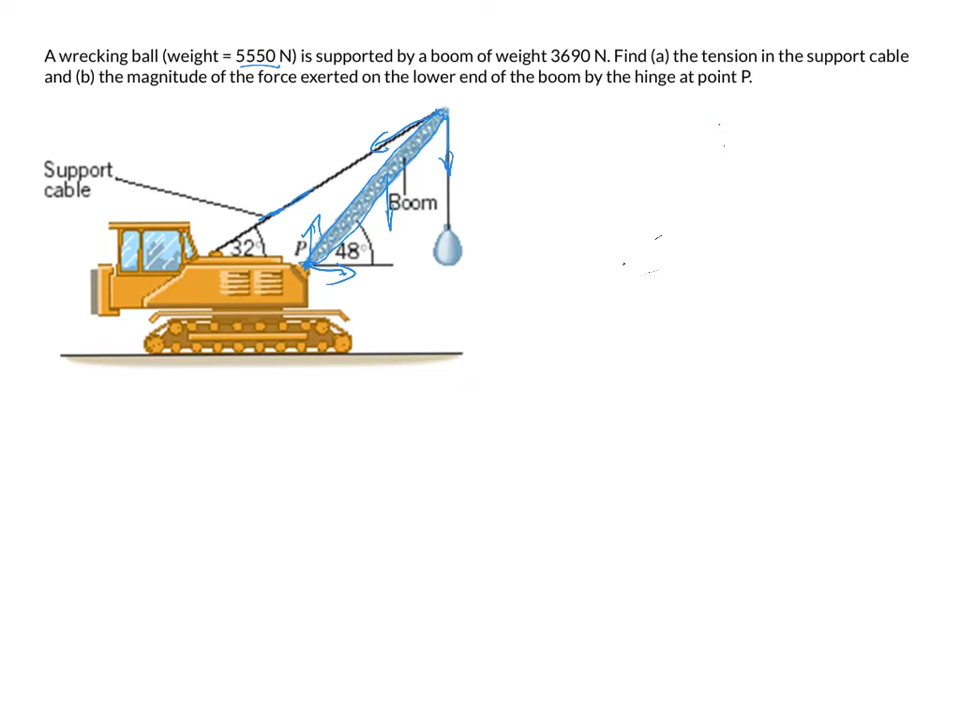 A wrecking ball (weight = 5550 N) is supported by a boom of weight 3690 N. Find (a) the tension in the support cable
and (b) the magnitude of the force exerted on the lower end of the boom by the hinge at point P.
Support
cable
Boom
32°
P
48°